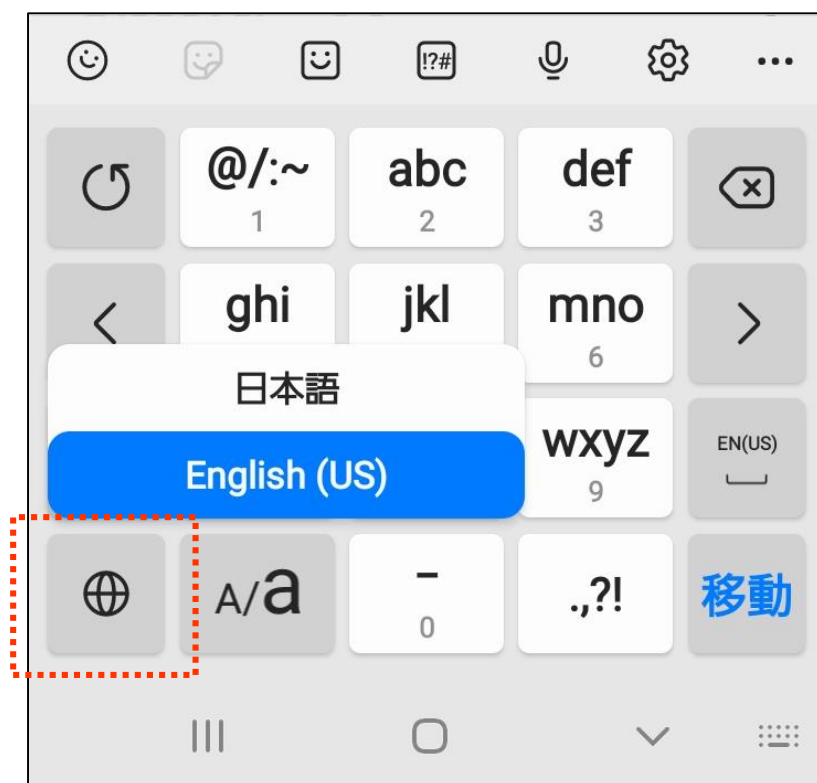 !?#
@/:~
1
abc
2
def
3
ghi
jkl
mno
6
日本語
English (US)
wxyz
9
EN(US)
A/a
–
0
.,?!
移動